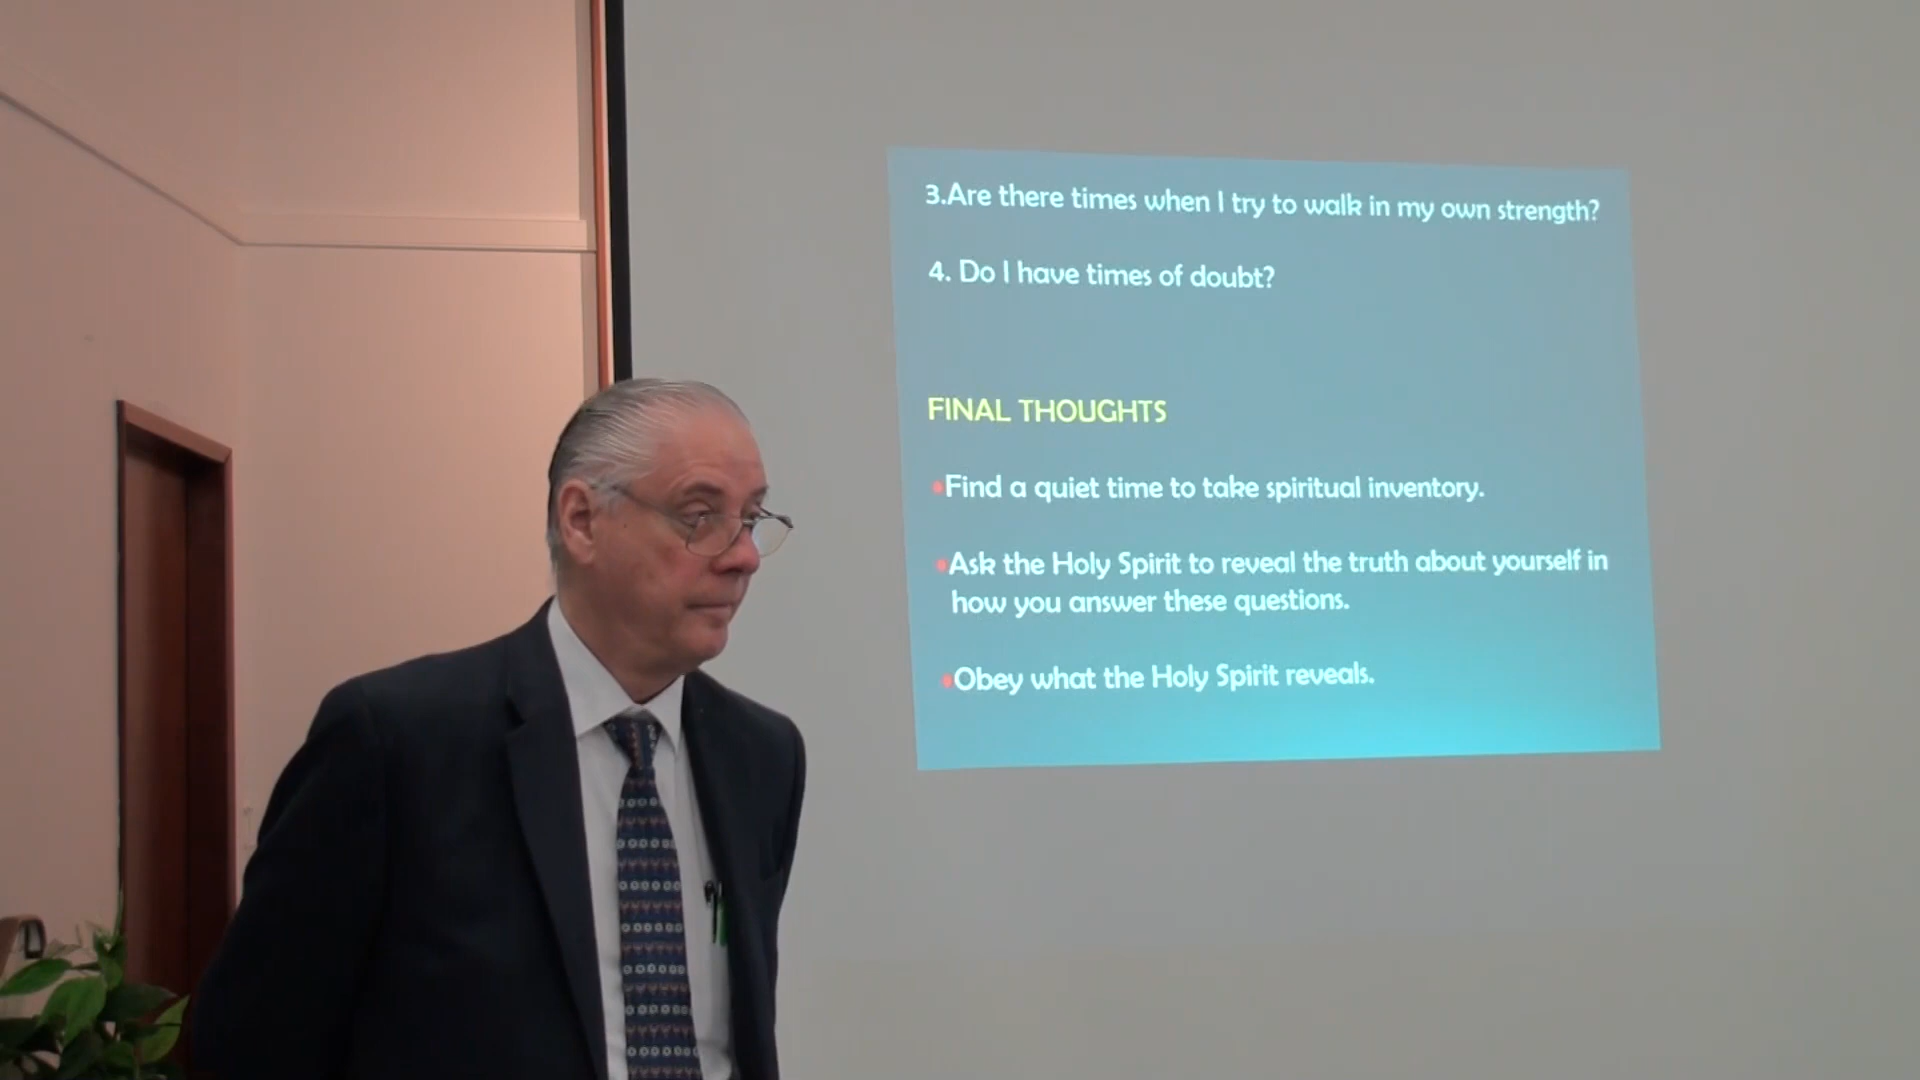 3.Are there times when I try to walk in my own strength?
4. Do I have times of doubt?
FINAL THOUGHTS
•Find a quiet time to take spiritual inventory.
•Ask the Holy Spirit to reveal the truth about yourself in
how you answer these questions.
•Obey what the Holy Spirit reveals.